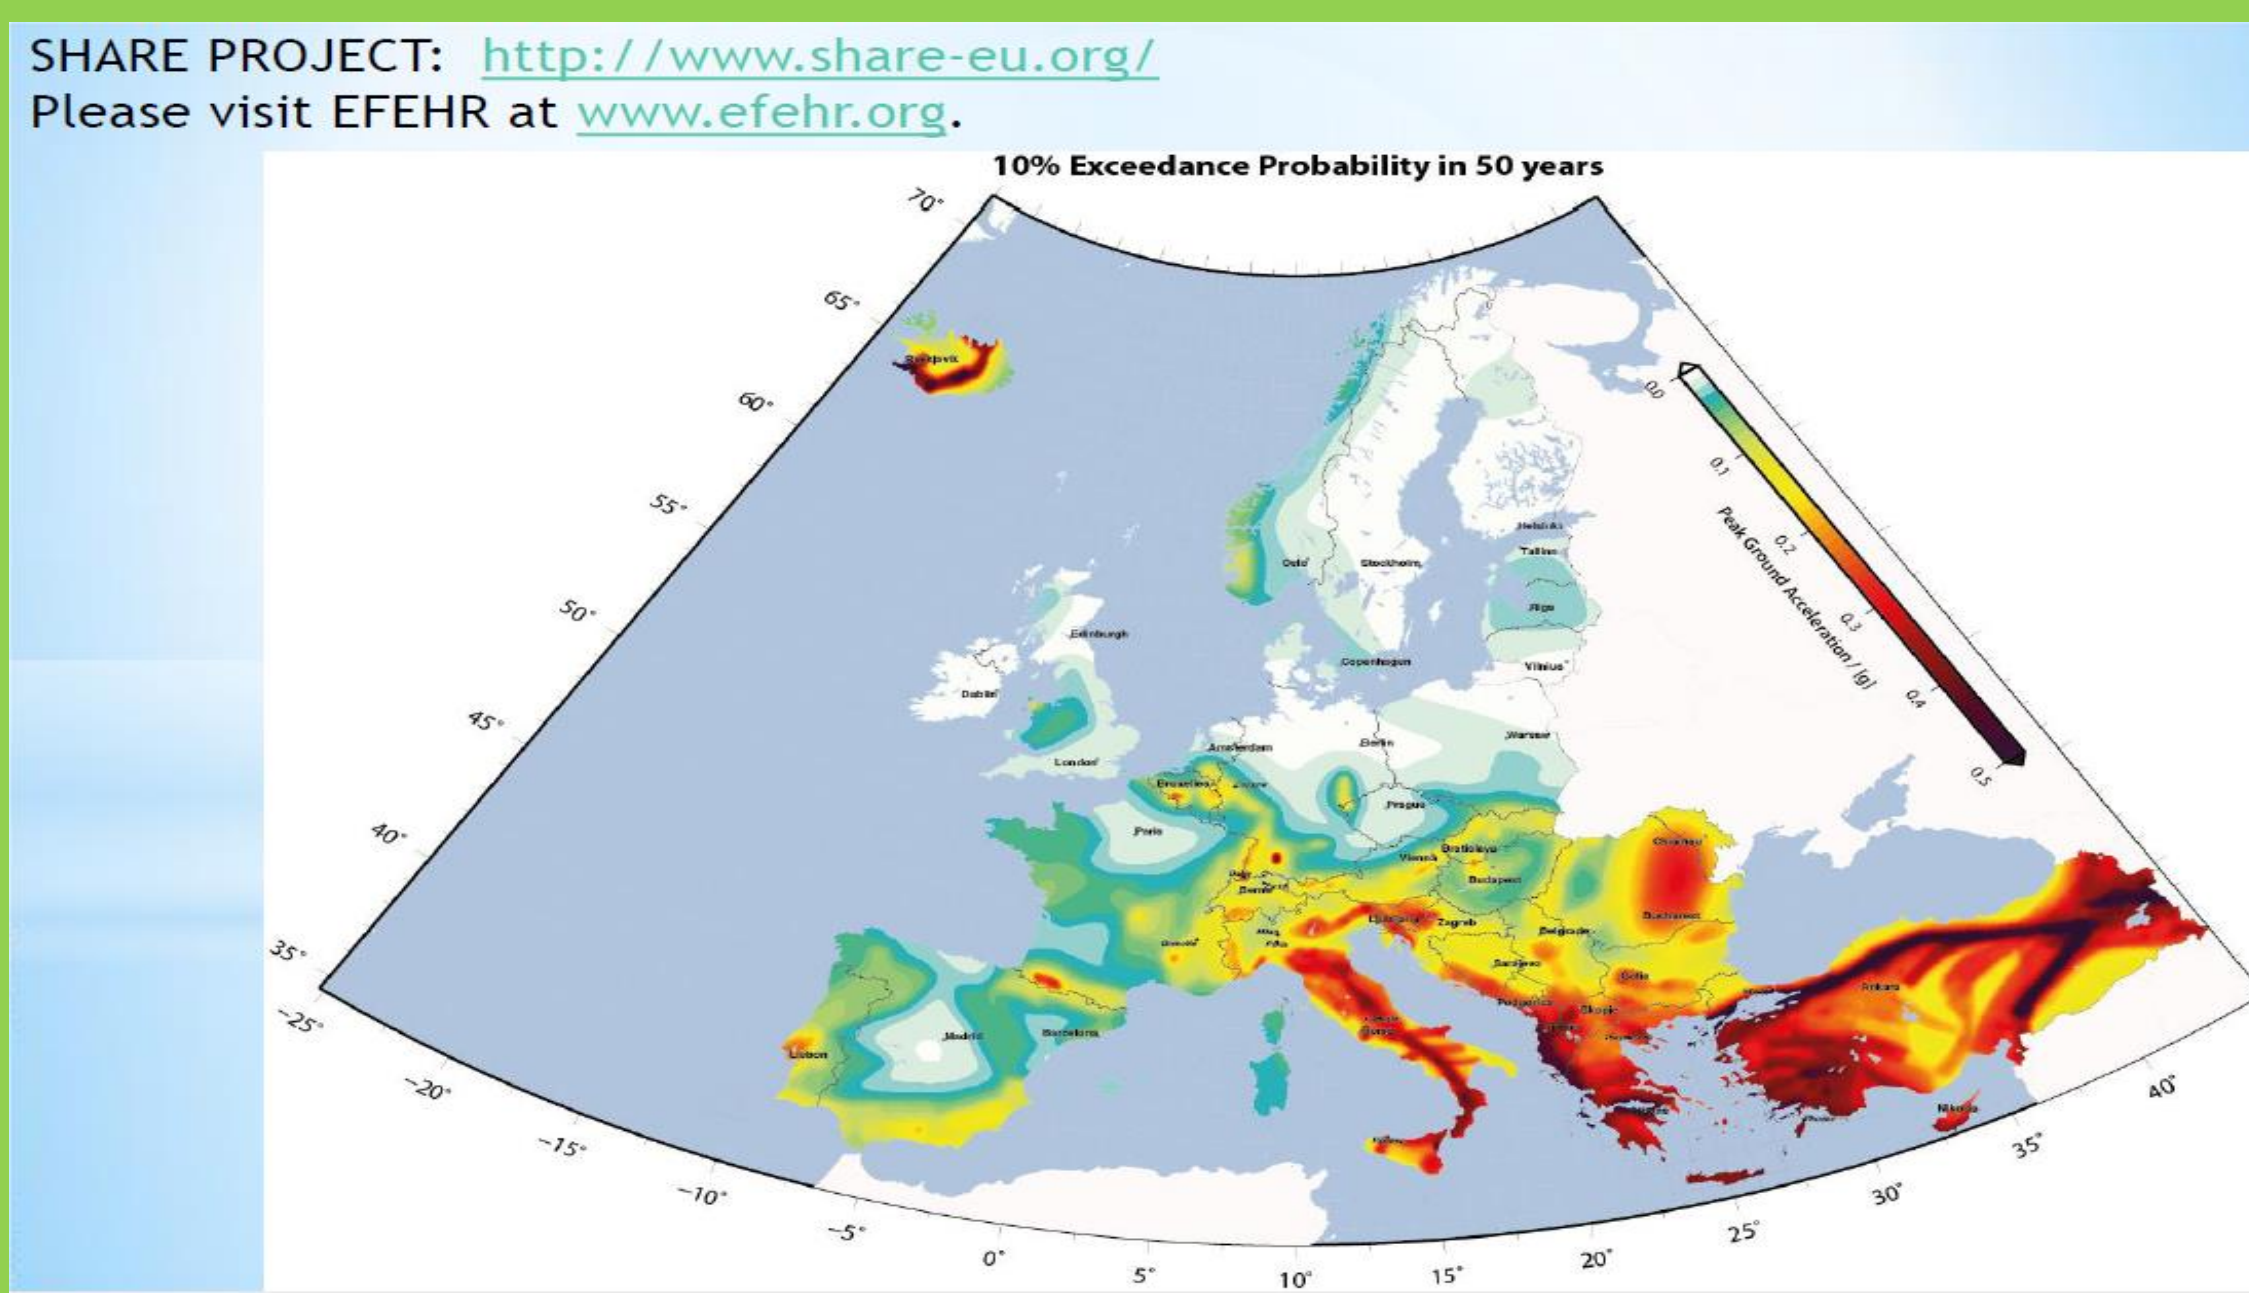 SHARE PROJECT: http://www.share-eu.org/
Please visit EFEHR at www.efehr.org.
10% Exceedance Probability in 50 years
70°
65°
60°
55°
50°
45°
40°
35°
-25°
-20°
-15°
-10°
-5°
0°
5°
10°
15°
20°
25°
30°
35°
40°
0.0
0.1
0.2
0.3
0.4
0.5
Peak Ground Acceleration / [g]
Helsinki
Tallinn
Oslo
Stockholm
Riga
Edinburgh
Copenhagen
Vilnius
Dublin
Amsterdam
Berlin
Warsaw
London
Bruxelles
Prague
Paris
Vienna
Bratislava
Budapest
Bucharest
Ljubljana
Zagreb
Belgrade
Sarajevo
Sofia
Podgorica
Skopje
Ankara
Madrid
Barcelona
Lisbon